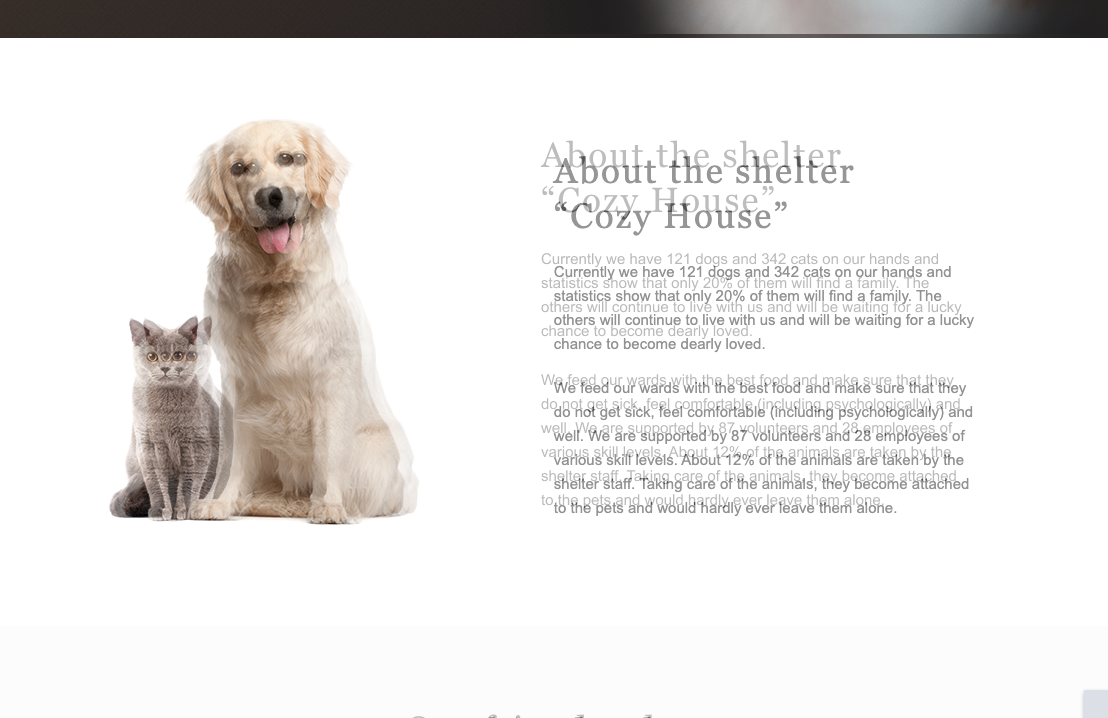 About the shelter
“Cozy House”
Currently we have 121 dogs and 342 cats on our hands and
statistics show that only 20% of them will find a family. The
others will continue to live with us and will be waiting for a lucky
chance to become dearly loved.
We feed our wards with the best food and make sure that they
do not get sick, feel comfortable (including psychologically) and
well. We are supported by 87 volunteers and 28 employees of
various skill levels. About 12% of the animals are taken by the
shelter staff. Taking care of the animals, they become attached
to the pets and would hardly ever leave them alone.